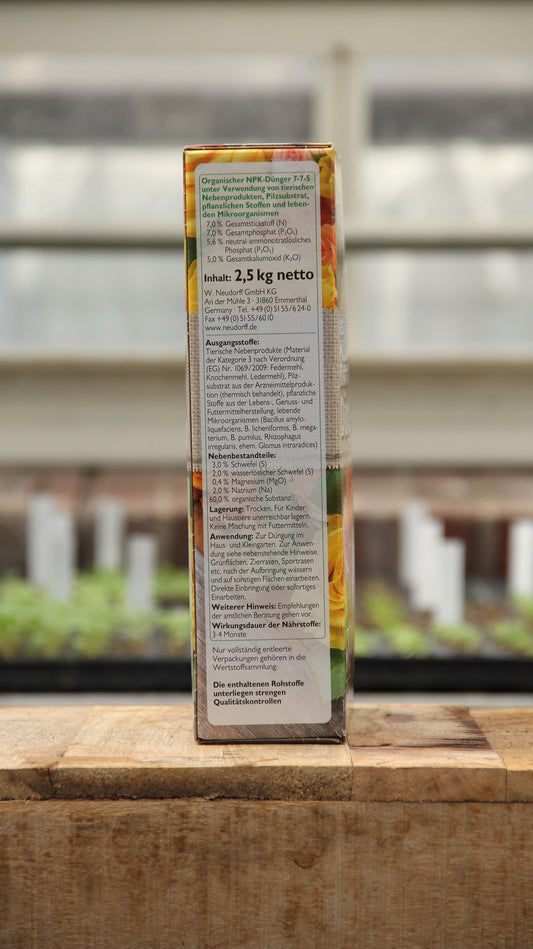 Organischer NPK-Dünger 7-7-5
unter Verwendung von tierischen
Nebenprodukten, Pilzsubstrat,
pflanzlichen Stoffen und leben-
den Mikroorganismen
7,0 % Gesamtstickstoff (N)
7,0 % Gesamtphosphat (P₂O₅)
5,6 % neutral-ammoncitratlösliches
Phosphat (P₂O₅)
5,0 % Gesamtkaliumoxid (K₂O)
Inhalt: 2,5 kg netto
W. Neudorff GmbH KG
An der Mühle 3 · 31860 Emmerthal
Germany · Tel. +49 (0) 51 55/6 24-0
Fax +49 (0) 51 55/60 10
www.neudorff.de
Ausgangsstoffe:
Tierische Nebenprodukte (Material
der Kategorie 3 nach Verordnung
(EG) Nr. 1069/2009: Federmehl,
Knochenmehl, Ledermehl), Pilz-
substrat aus der Arzneimittelproduk-
tion (thermisch behandelt), pflanzliche
Stoffe aus der Lebens-, Genuss- und
Futtermittelherstellung, lebende
Mikroorganismen (Bacillus amylo-
liquefaciens, B. licheniformis, B. mega-
terium, B. pumilus, Rhizophagus
irregularis, ehem. Glomus intraradices)
Nebenbestandteile:
3,0 % Schwefel (S)
2,0 % wasserlöslicher Schwefel (S)
0,4 % Magnesium (MgO)
2,0 % Natrium (Na)
60,0 % organische Substanz
Lagerung: Trocken. Für Kinder
und Haustiere unerreichbar lagern.
Keine Mischung mit Futtermitteln.
Anwendung: Zur Düngung im
Haus- und Kleingarten. Zur Anwen-
dung siehe nebenstehende Hinweise.
Grünflächen, Zierrasen, Sportrasen
etc. nach der Aufbringung wässern
und auf sonstigen Flächen einarbeiten.
Direkte Einbringung oder sofortiges
Einarbeiten.
Weiterer Hinweis: Empfehlungen
der amtlichen Beratung gehen vor.
Wirkungsdauer der Nährstoffe:
3-4 Monate
Nur vollständig entleerte
Verpackungen gehören in die
Wertstoffsammlung.
Die enthaltenen Rohstoffe
unterliegen strengen
Qualitätskontrollen